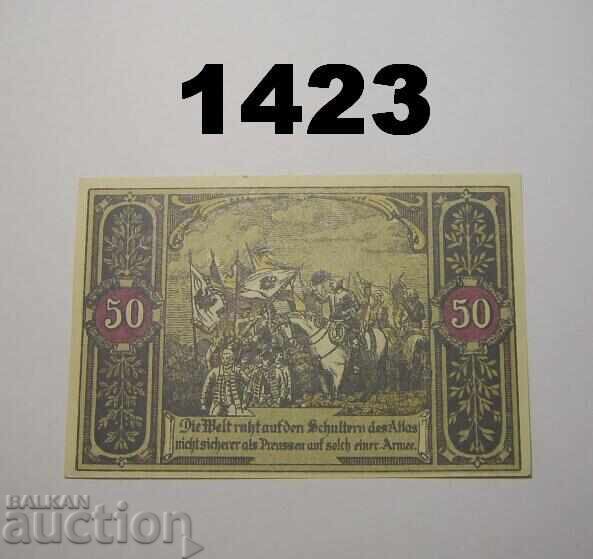 1423
50
50
Die Welt ruht auf den Schultern des Atlas
nicht sicherer als Preussen auf solch einer Armee.
BALKAN
auction